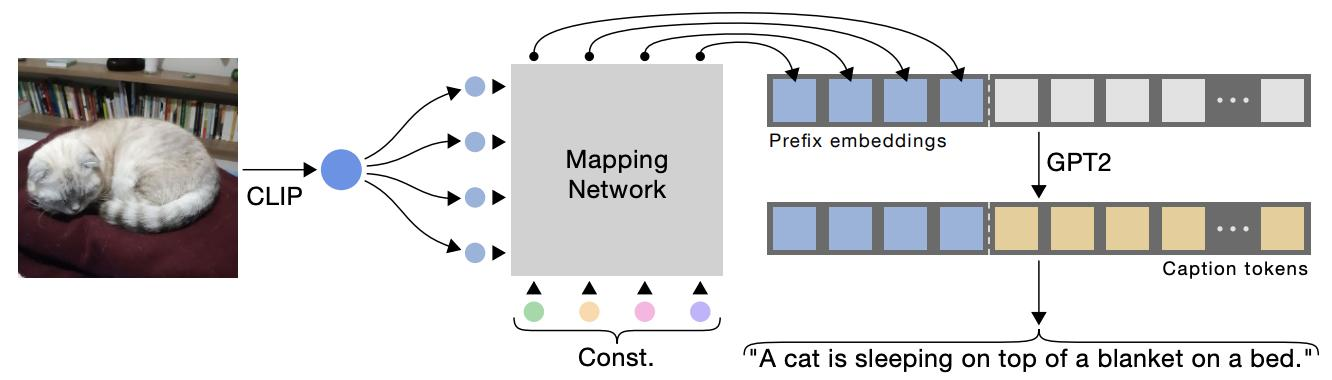 CLIP
Mapping
Network
Const.
Prefix embeddings
GPT2
Caption tokens
"A cat is sleeping on top of a blanket on a bed."